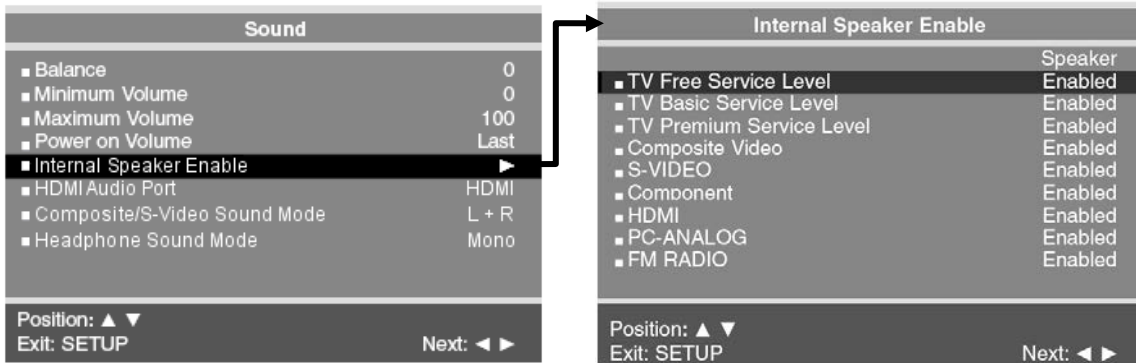 Sound
■ Balance 0
■ Minimum Volume 0
■ Maximum Volume 100
■ Power on Volume Last
■ Internal Speaker Enable ►
■ HDMI Audio Port HDMI
■ Composite/S-Video Sound Mode L + R
■ Headphone Sound Mode Mono
Position: ▲ ▼
Exit: SETUP Next: ◄ ►
Internal Speaker Enable
Speaker
■ TV Free Service Level Enabled
■ TV Basic Service Level Enabled
■ TV Premium Service Level Enabled
■ Composite Video Enabled
■ S-VIDEO Enabled
■ Component Enabled
■ HDMI Enabled
■ PC-ANALOG Enabled
■ FM RADIO Enabled
Position: ▲ ▼
Exit: SETUP Next: ◄ ►